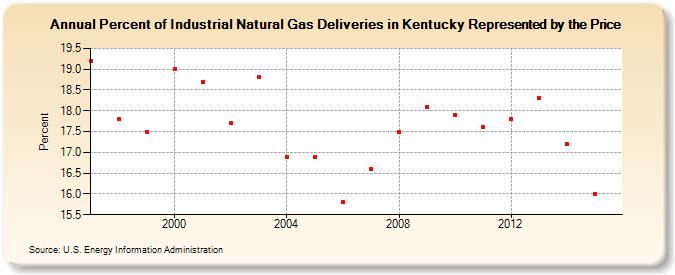 Annual Percent of Industrial Natural Gas Deliveries in Kentucky Represented by the Price
Percent
19.5
19.0
18.5
18.0
17.5
17.0
16.5
16.0
15.5
2000 2004 2008 2012
Source: U.S. Energy Information Administration